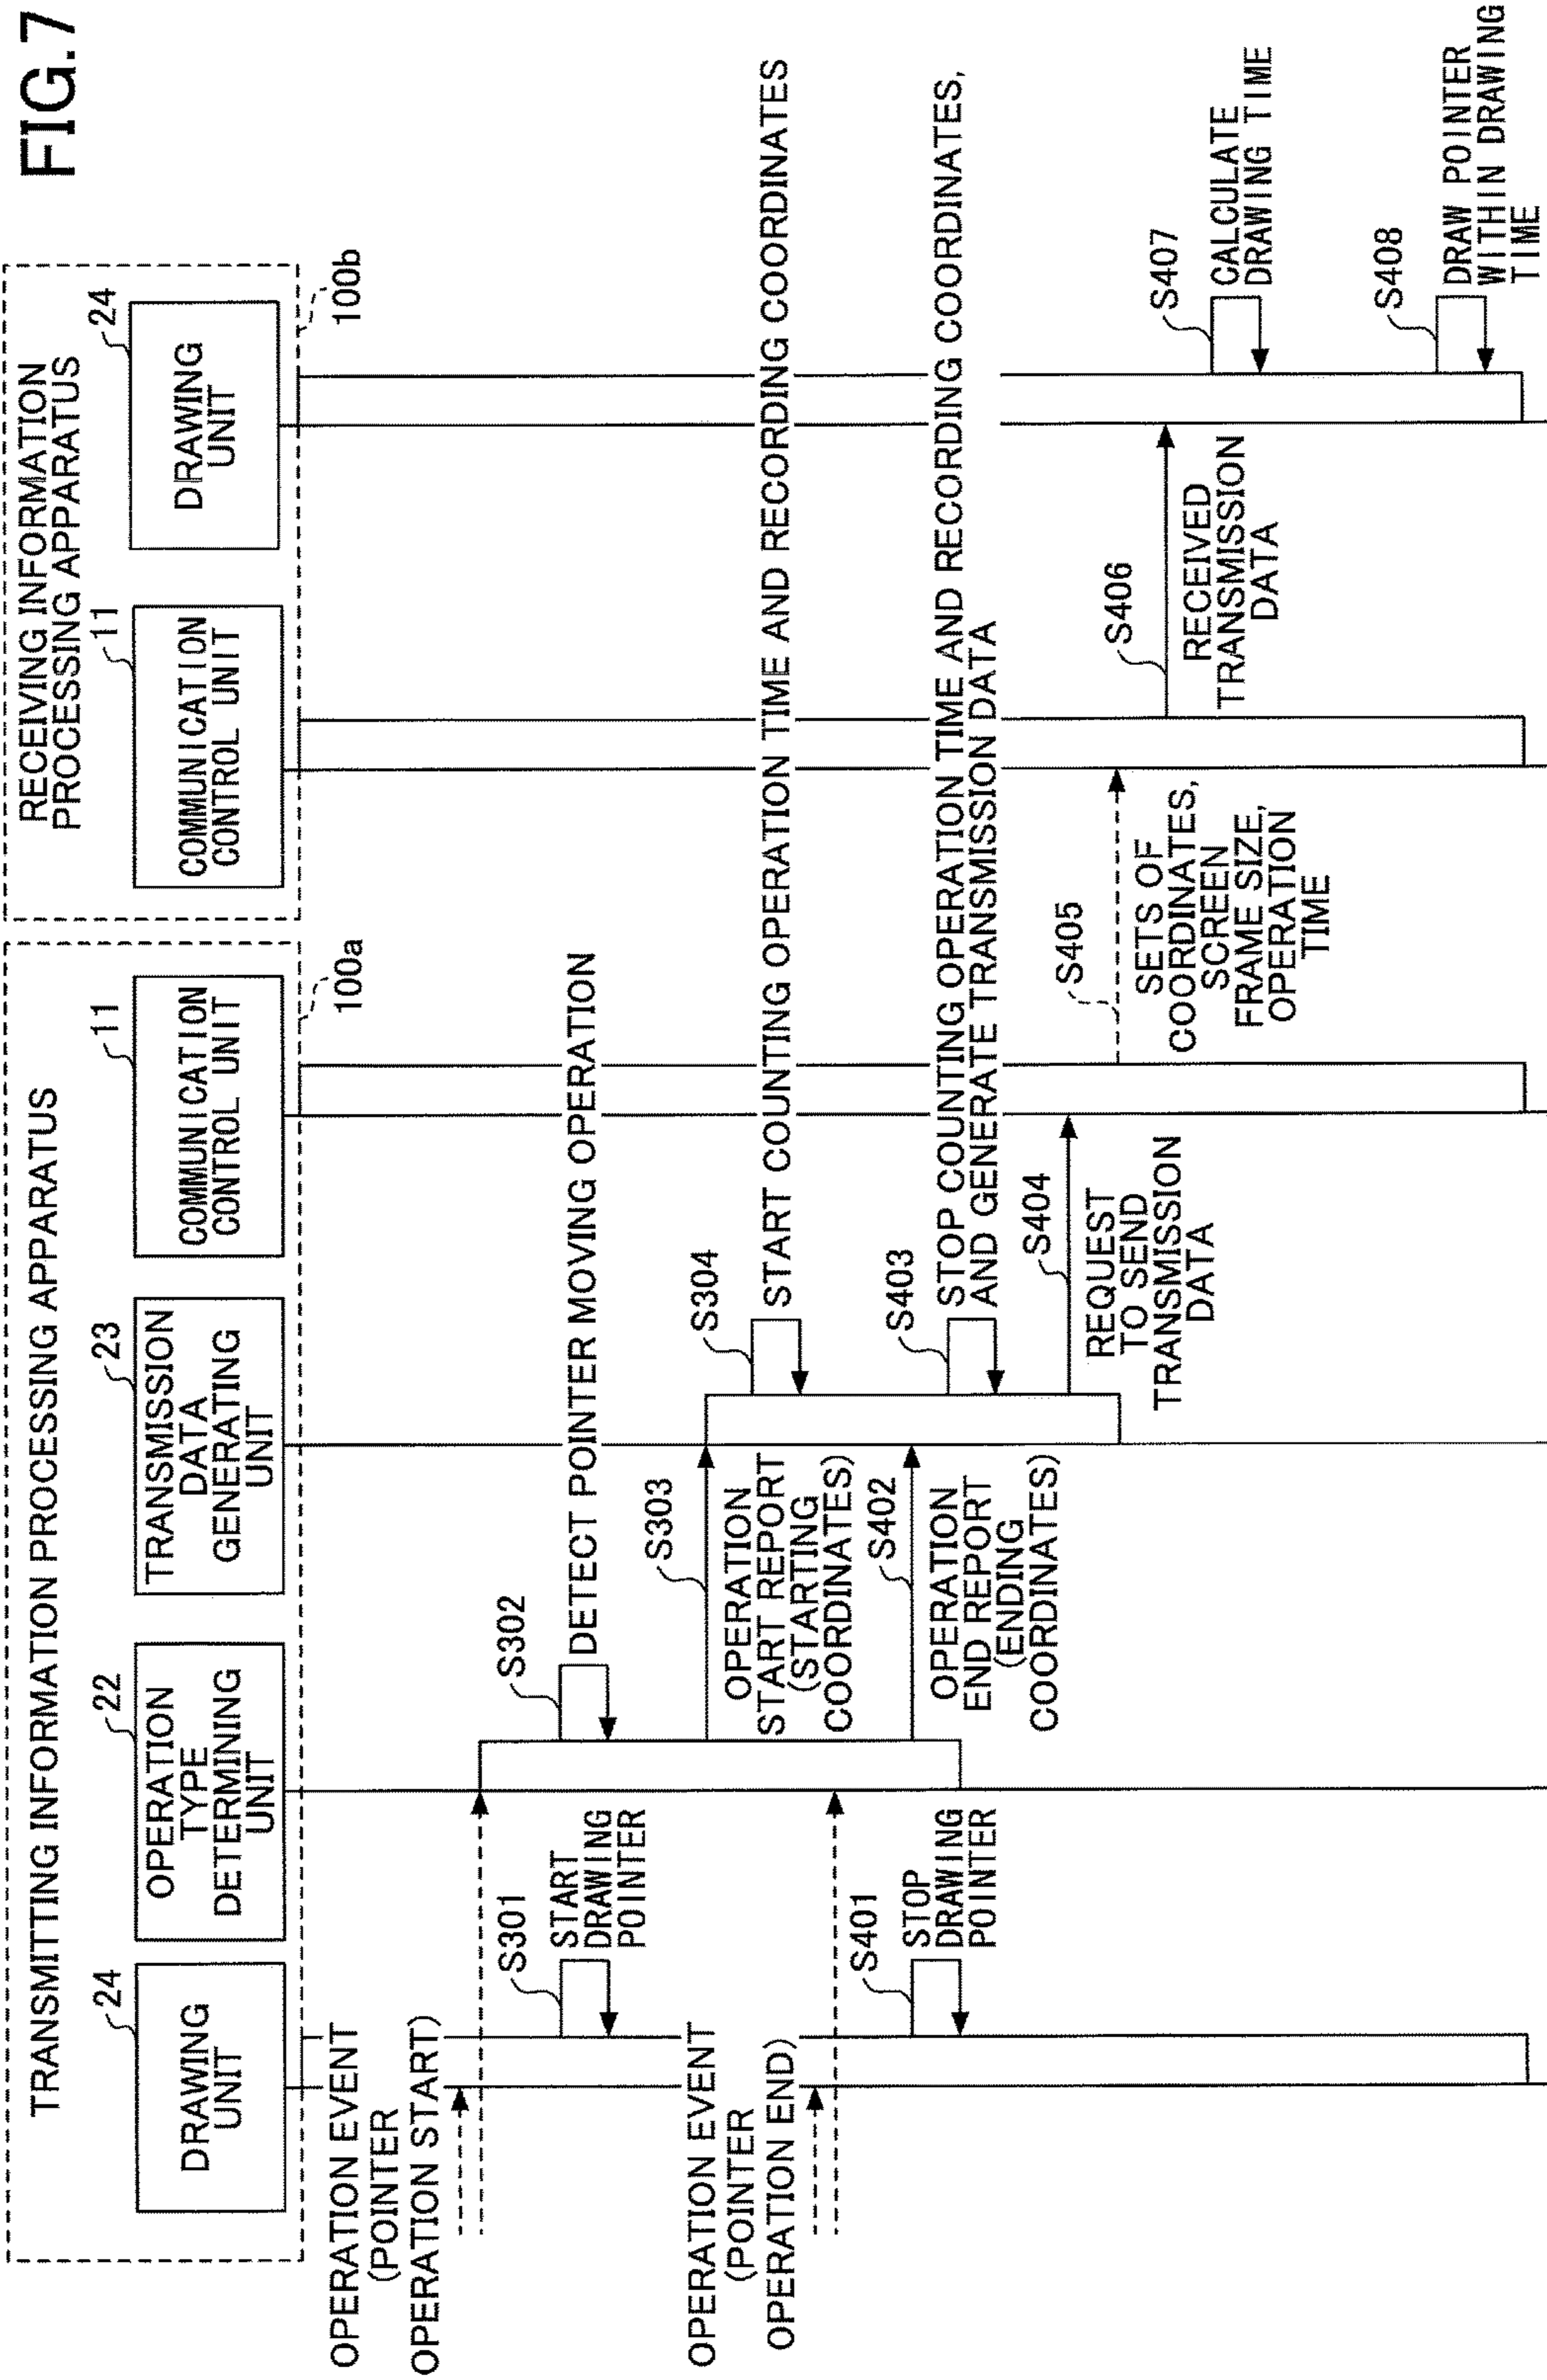 FIG.7
TRANSMITTING INFORMATION PROCESSING APPARATUS
RECEIVING INFORMATION
PROCESSING APPARATUS
24
DRAWING
UNIT
22
OPERATION
TYPE
DETERMINING
UNIT
23
TRANSMISSION
DATA
GENERATING
UNIT
11
COMMUNICATION
CONTROL UNIT
100a
11
COMMUNICATION
CONTROL UNIT
24
DRAWING
UNIT
100b
OPERATION EVENT
(POINTER
OPERATION START)
S301
START
DRAWING
POINTER
S302
DETECT POINTER MOVING OPERATION
S303
OPERATION
START REPORT
(STARTING
COORDINATES)
S304
START COUNTING OPERATION TIME AND RECORDING COORDINATES
OPERATION EVENT
(POINTER
OPERATION END)
S401
STOP
DRAWING
POINTER
S402
OPERATION
END REPORT
(ENDING
COORDINATES)
S403
STOP COUNTING OPERATION TIME AND RECORDING COORDINATES,
AND GENERATE TRANSMISSION DATA
S404
REQUEST
TO SEND
TRANSMISSION
DATA
S405
SETS OF
COORDINATES,
SCREEN
FRAME SIZE,
OPERATION
TIME
S406
RECEIVED
TRANSMISSION
DATA
S407
CALCULATE
DRAWING TIME
S408
DRAW POINTER
WITHIN DRAWING
TIME